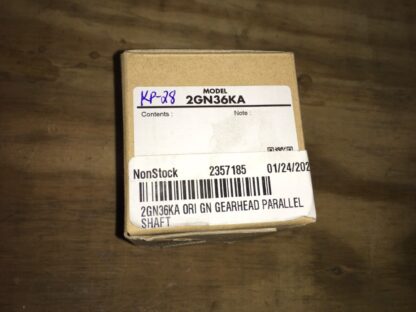 MODEL
KP-28 2GN36KA
Contents : Note :
NonStock 2357185 01/24/202
2GN36KA ORI GN GEARHEAD PARALLEL
SHAFT